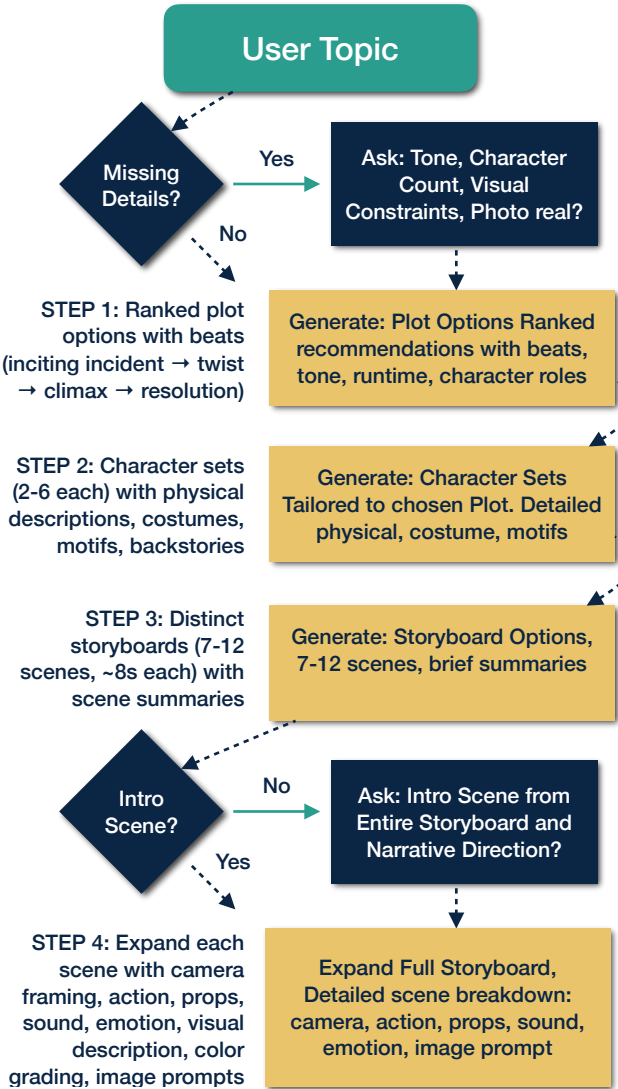 User Topic
Missing
Details?
Yes
Ask: Tone, Character
Count, Visual
Constraints, Photo real?
No
STEP 1: Ranked plot
options with beats
(inciting incident → twist
→ climax → resolution)
Generate: Plot Options Ranked
recommendations with beats,
tone, runtime, character roles
STEP 2: Character sets
(2-6 each) with physical
descriptions, costumes,
motifs, backstories
Generate: Character Sets
Tailored to chosen Plot. Detailed
physical, costume, motifs
STEP 3: Distinct
storyboards (7-12
scenes, ~8s each) with
scene summaries
Generate: Storyboard Options,
7-12 scenes, brief summaries
Intro
Scene?
No
Ask: Intro Scene from
Entire Storyboard and
Narrative Direction?
Yes
STEP 4: Expand each
scene with camera
framing, action, props,
sound, emotion, visual
description, color
grading, image prompts
Expand Full Storyboard,
Detailed scene breakdown:
camera, action, props, sound,
emotion, image prompt